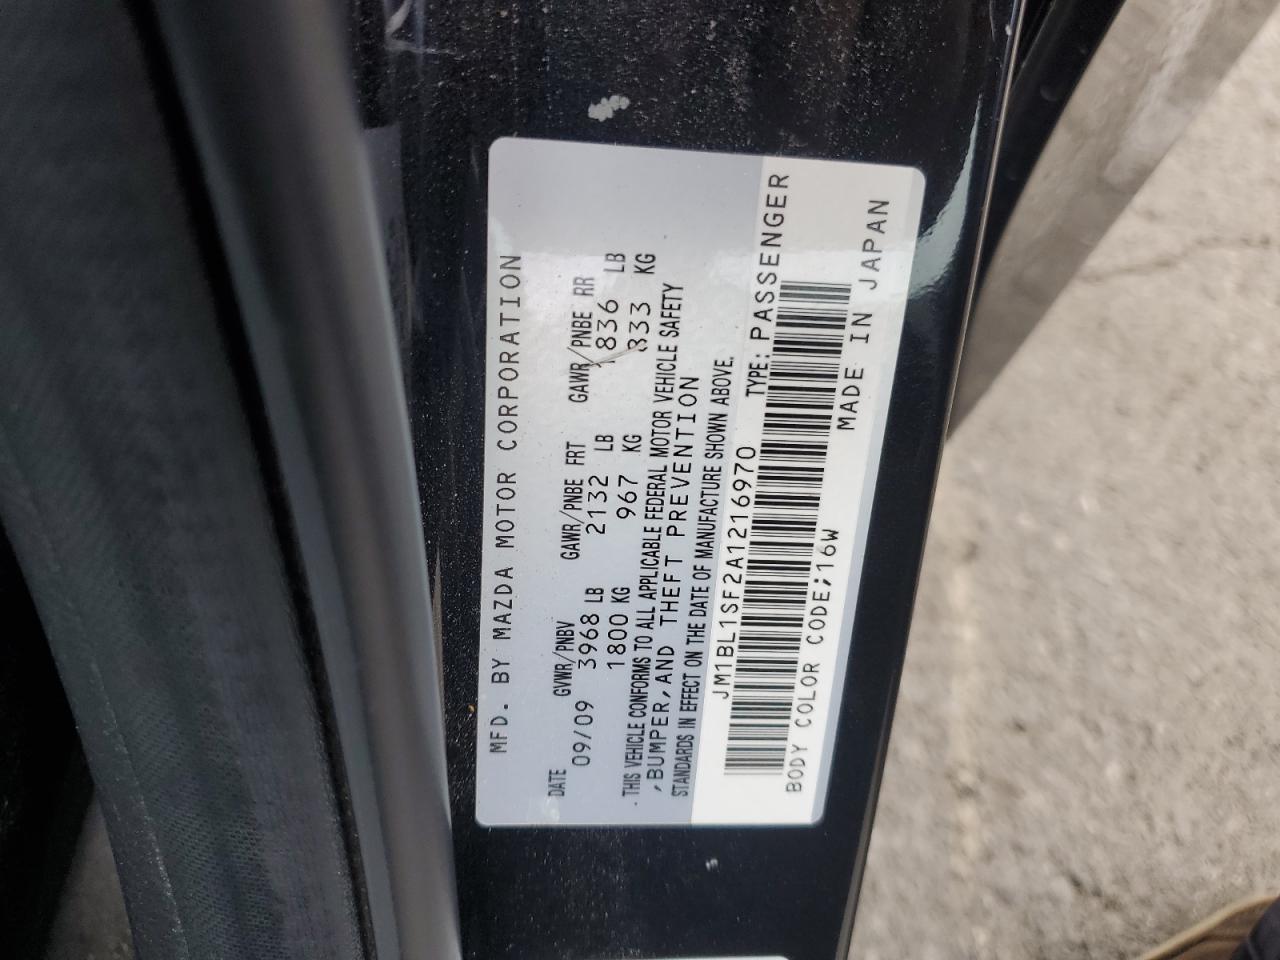 MFD. BY MAZDA MOTOR CORPORATION
DATE GVWR/PNBV GAWR/PNBE FRT GAWR/PNBE RR
09/09 3968 LB 2132 LB 1836 LB
1800 KG 967 KG 833 KG
. THIS VEHICLE CONFORMS TO ALL APPLICABLE FEDERAL MOTOR VEHICLE SAFETY
,BUMPER,AND THEFT PREVENTION
STANDARDS IN EFFECT ON THE DATE OF MANUFACTURE SHOWN ABOVE.
JM1BL1SF2A1216970 TYPE: PASSENGER
BODY COLOR CODE;16W MADE IN JAPAN